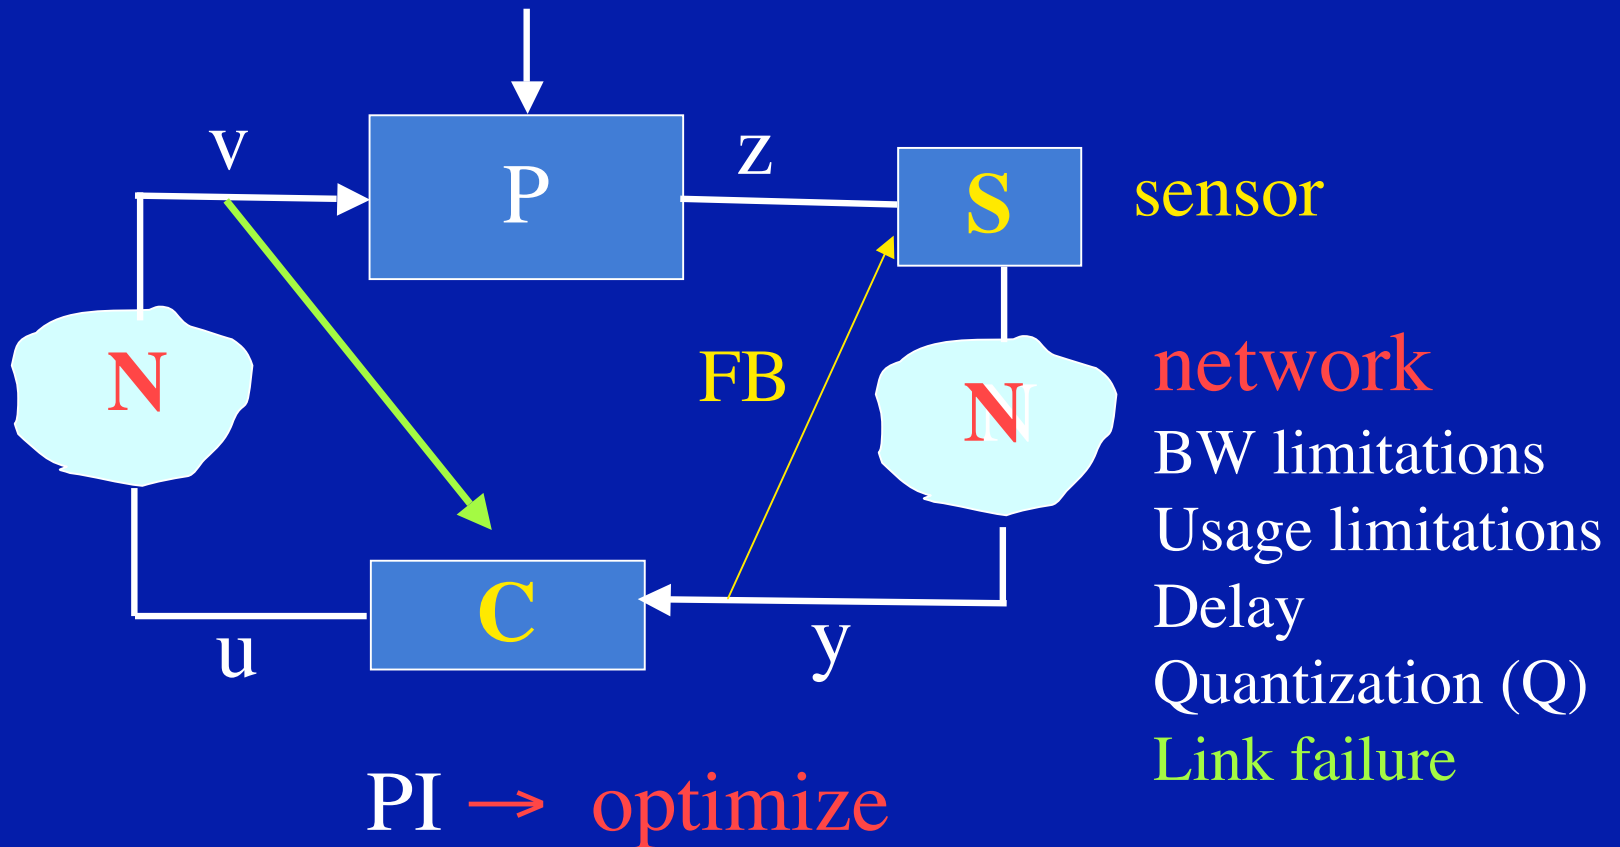 v
P
z
S
sensor
N
FB
N
network
BW limitations
Usage limitations
Delay
Quantization (Q)
Link failure
C
u
y
PI → optimize